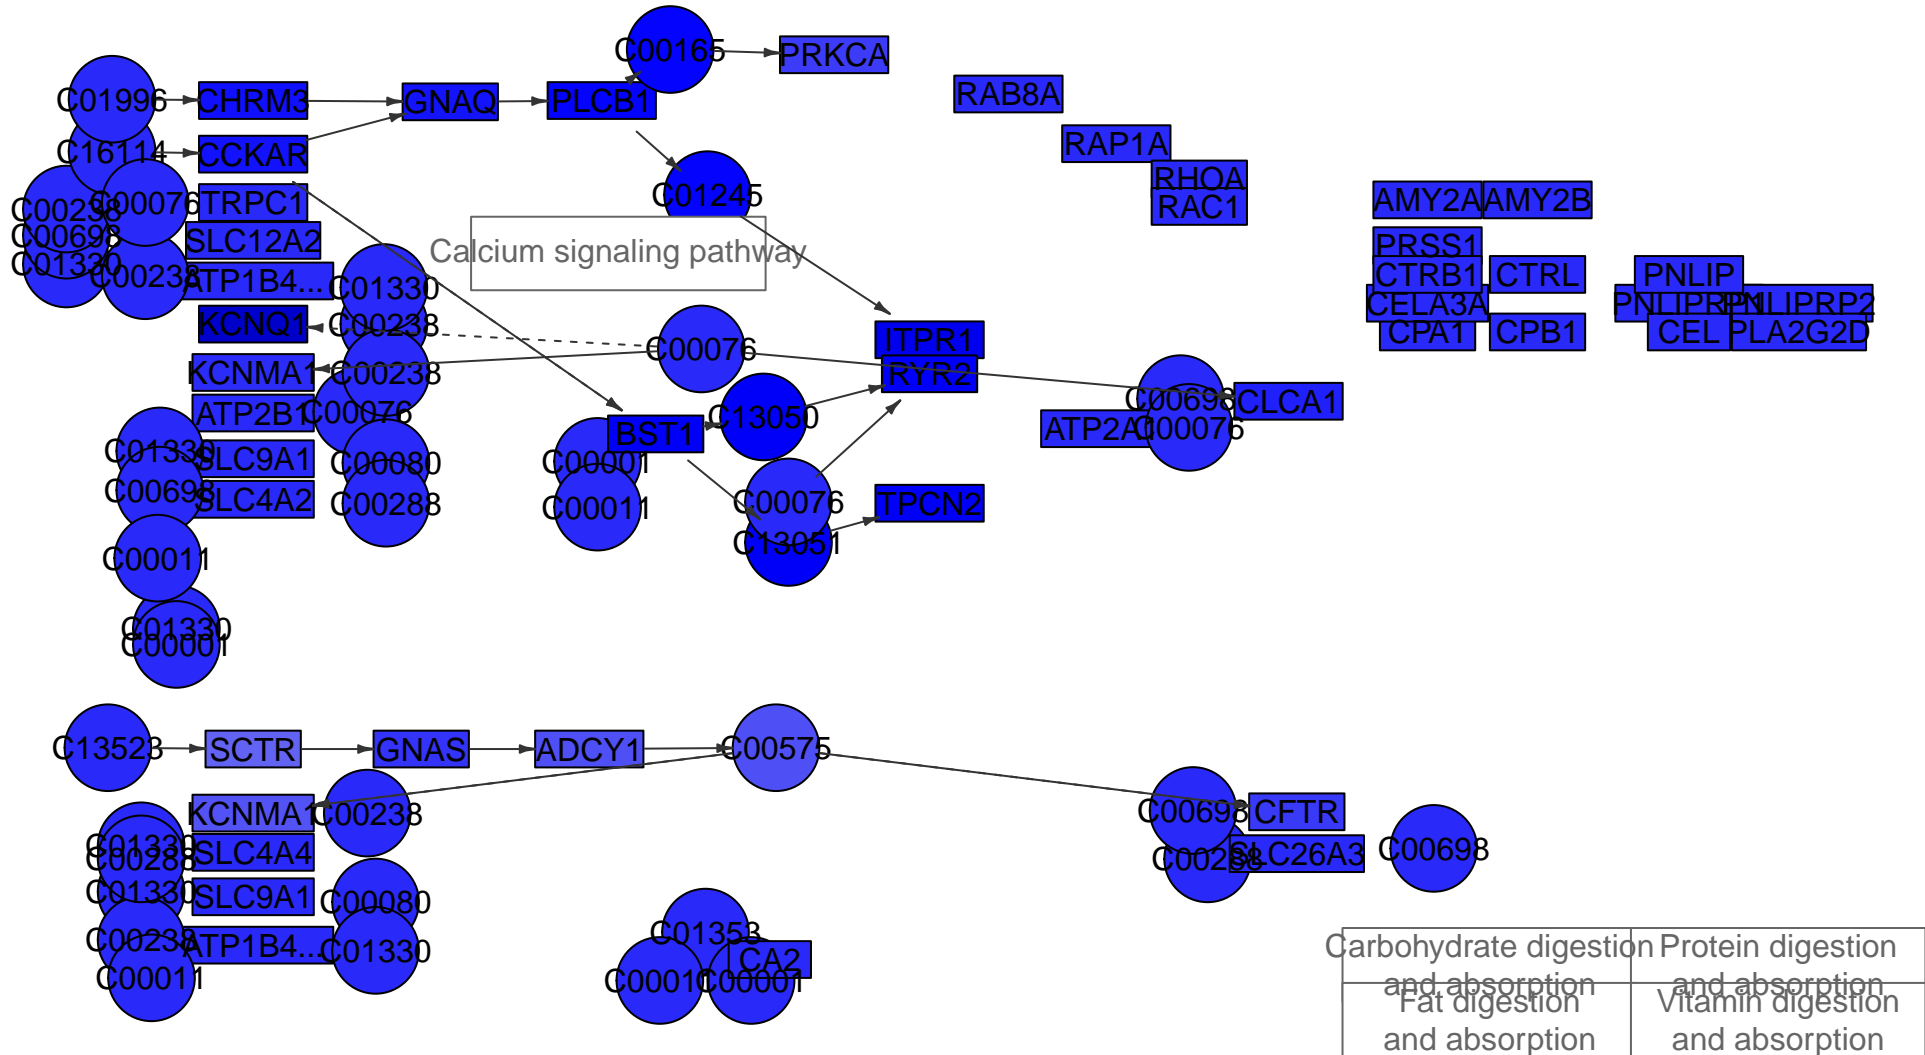 C00165
PRKCA
C01996
CHRM3
GNAQ
PLCB1
RAB8A
C16114
CCKAR
RAP1A
C00238
C00076
TRPC1
C01245
RHOA
RAC1
AMY2A
AMY2B
C00698
SLC12A2
Calcium signaling pathway
PRSS1
C01330
C00238
ATP1B4...
C01330
CTRB1
CTRL
PNLIP
CELA3A
PNLIPRP1
PNLIPRP2
KCNQ1
C00238
ITPR1
CPA1
CPB1
CEL
PLA2G2D
KCNMA1
C00238
C00076
RYR2
ATP2B1
C00076
C13050
C00698
CLCA1
BST1
ATP2A
C00076
C01330
SLC9A1
C00080
C00001
C00698
SLC4A2
C00288
C00011
C00076
TPCN2
C13051
C00011
C01330
C00001
C13523
SCTR
GNAS
ADCY1
C00575
KCNMA1
C00238
C00698
CFTR
C01330
C00288
SLC4A4
C00288
SLC26A3
C00698
C01330
SLC9A1
C00080
C00238
ATP1B4...
C01330
C01353
CA2
C00011
C00011
C00001
Carbohydrate digestion
and absorption
Protein digestion
and absorption
Fat digestion
and absorption
Vitamin digestion
and absorption